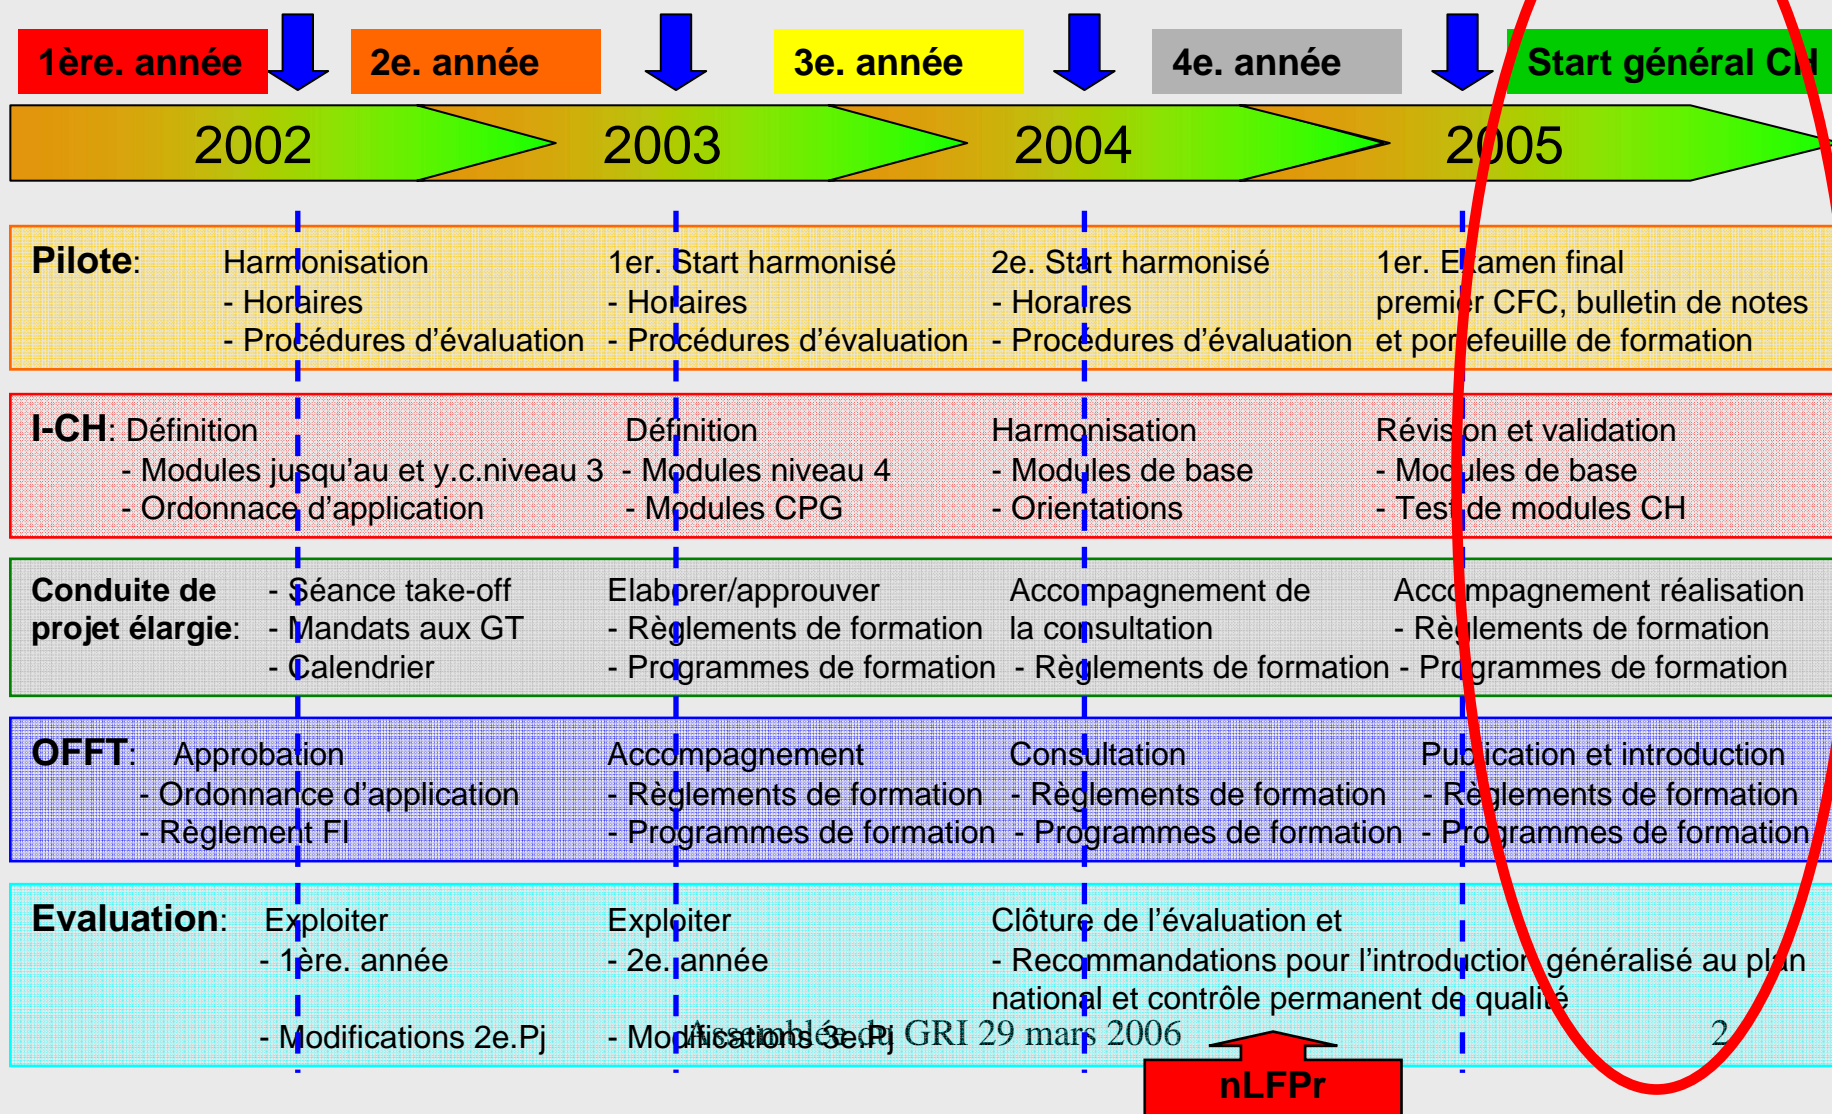 1ère. année
2e. année
3e. année
4e. année
Start général CH
2002
2003
2004
2005
Pilote:
Harmonisation
- Horaires
- Procédures d'évaluation
1er. Start harmonisé
- Horaires
- Procédures d'évaluation
2e. Start harmonisé
- Horaires
- Procédures d'évaluation
1er. Examen final
premier CFC, bulletin de notes
et portefeuille de formation
I-CH: Définition
- Modules jusqu'au et y.c.niveau 3
- Ordonnace d'application
Définition
- Modules niveau 4
- Modules CPG
Harmonisation
- Modules de base
- Orientations
Révision et validation
- Modules de base
- Test de modules CH
Conduite de
projet élargie:
- Séance take-off
- Mandats aux GT
- Calendrier
Elaborer/approuver
- Règlements de formation
- Programmes de formation
Accompagnement de
la consultation
- Règlements de formation
Accompagnement réalisation
- Règlements de formation
- Programmes de formation
OFFT: Approbation
- Ordonnance d'application
- Règlement FI
Accompagnement
- Règlements de formation
- Programmes de formation
Consultation
- Règlements de formation
- Programmes de formation
Publication et introduction
- Règlements de formation
- Programmes de formation
Evaluation: Exploiter
- 1ère. année
- Modifications 2e.Pj
Exploiter
- 2e. année
- Modifications 3e.Pj
Clôture de l'évaluation et
- Recommandations pour l'introduction généralisé au plan
national et contrôle permanent de qualité
Assemblée du GRI 29 mars 2006
2
nLFPr